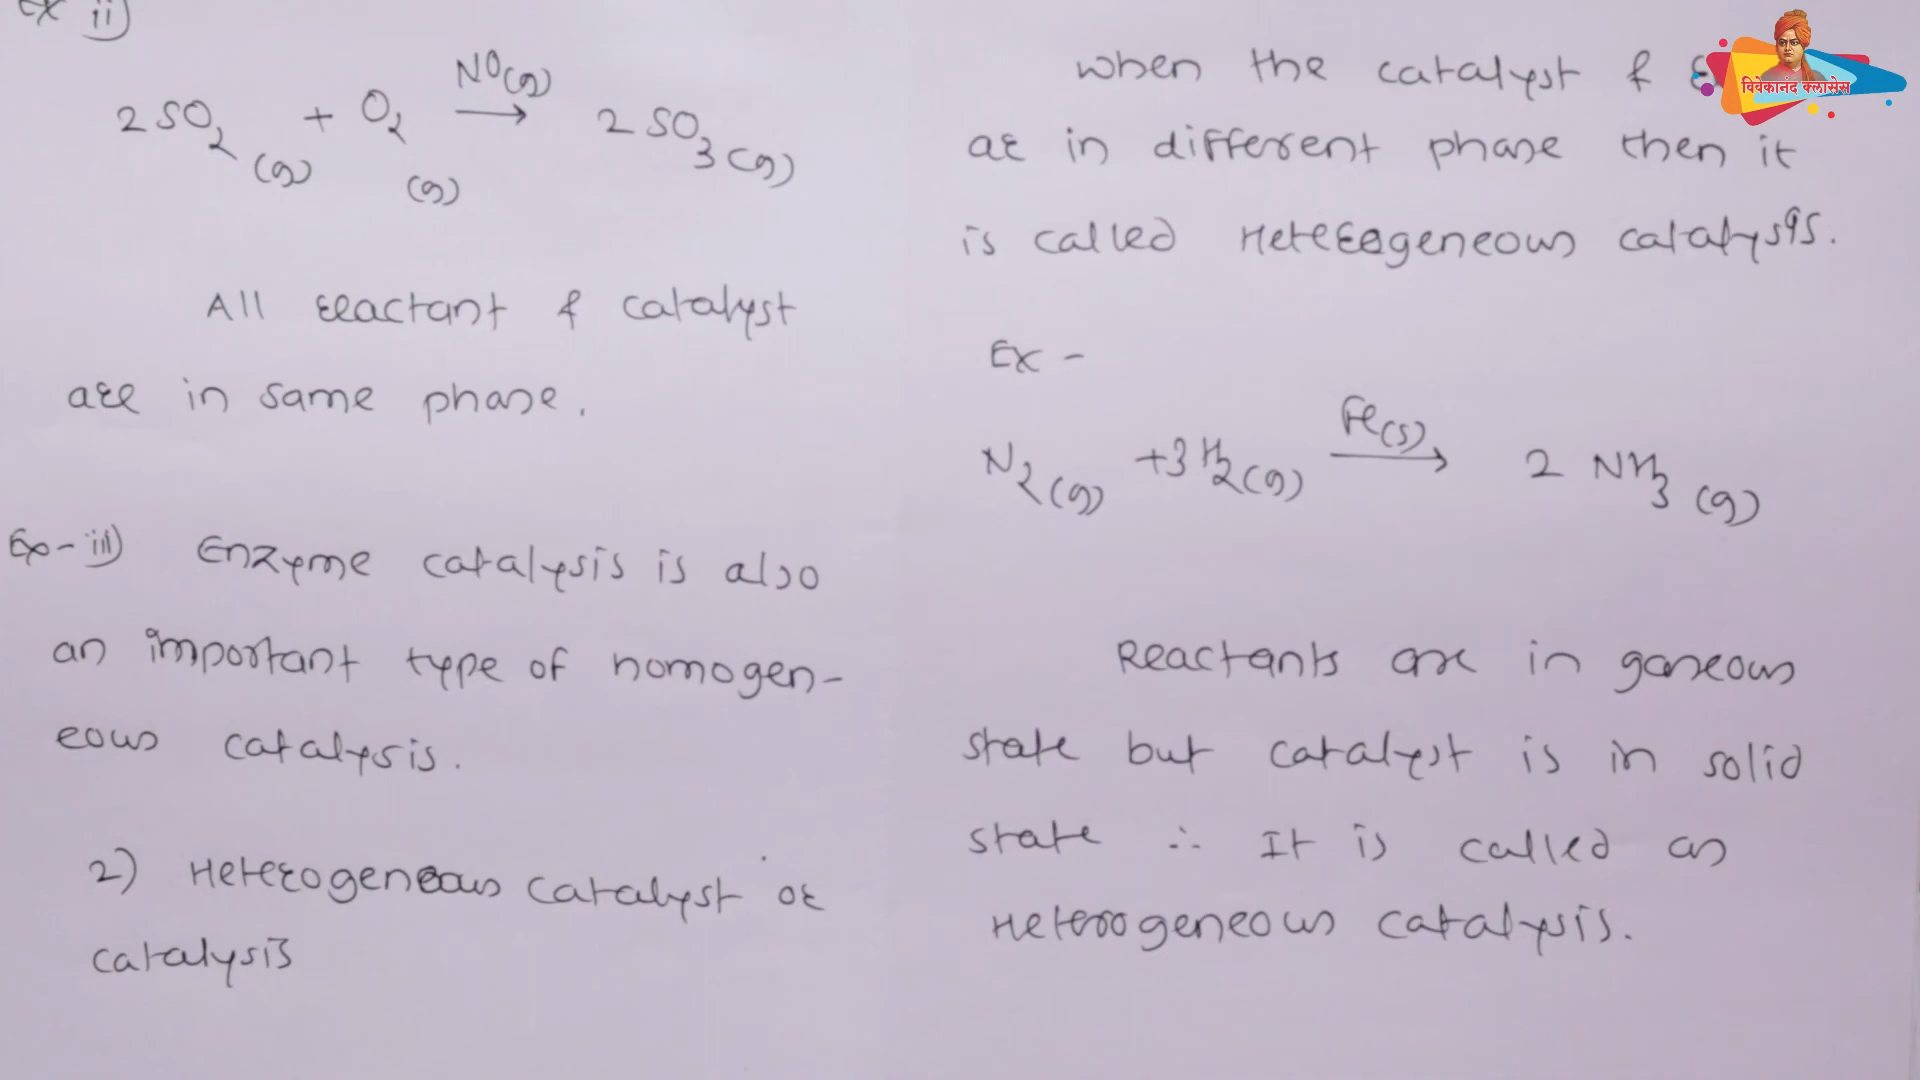 Ex ii)
2SO₂(g) + O₂(g) →NO(g) 2SO₃(g)
All reactant & catalyst
are in same phase.
Ex-iii) Enzyme catalysis is also
an important type of homogen-
eous catalysis.
2) Heterogeneous catalyst or
catalysis
When the catalyst &
are in different phase then it
is called Heterogeneous catalysis.
Ex -
N₂(g) + 3H₂(g) →Fe(s) 2 NH₃(g)
Reactants are in gaseous
state but catalyst is in solid
state ∴ It is called as
Heterogeneous catalysis.
विवेकानंद क्लासेस